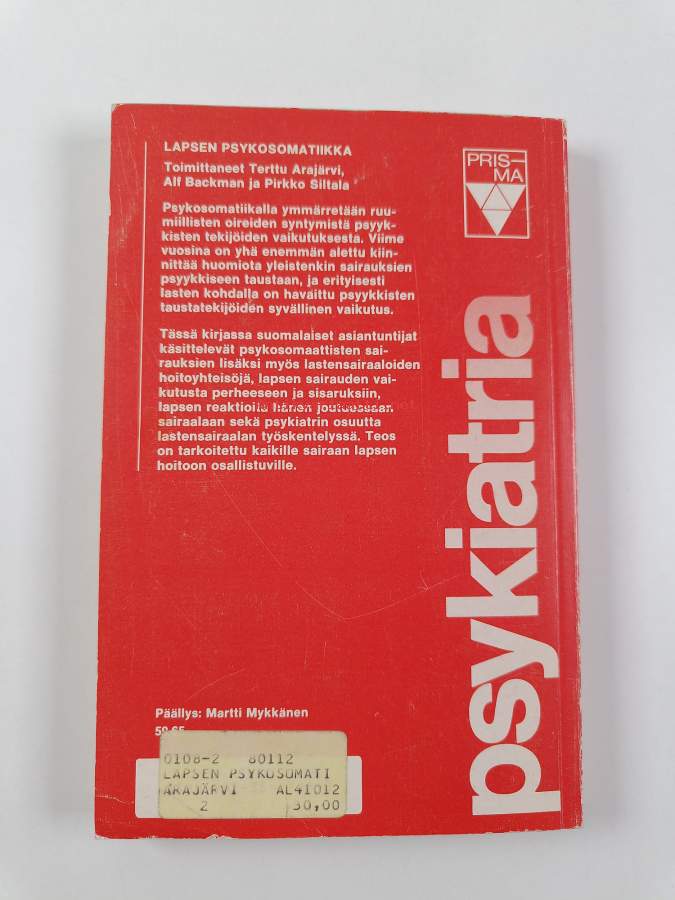 LAPSEN PSYKOSOMATIIKKA
Toimittaneet Terttu Arajärvi,
Alf Backman ja Pirkko Siltala
Psykosomatiikalla ymmärretään ruu-
miillisten oireiden syntymistä psyyk-
kisten tekijöiden vaikutuksesta. Viime
vuosina on yhä enemmän alettu kiin-
nittää huomiota yleistenkin sairauksien
psyykkiseen taustaan, ja erityisesti
lasten kohdalla on havaittu psyykkisten
taustatekijöiden syvällinen vaikutus.
Tässä kirjassa suomalaiset asiantuntijat
käsittelevät psykosomaattisten sai-
rauksien lisäksi myös lastensairaaloiden
hoitoyhteisöjä, lapsen sairauden vai-
kutusta perheeseen ja sisaruksiin,
lapsen reaktioita hänen joutuessaan
sairaalaan sekä psykiatrin osuutta
lastensairaalan työskentelyssä. Teos
on tarkoitettu kaikille sairaan lapsen
hoitoon osallistuville.
PRIS-
MA
psykiatria
Päällys: Martti Mykkänen
0108-2 80112
LAPSEN PSYKOSOMATI
ARAJÄRVI AL41012
2 30,00